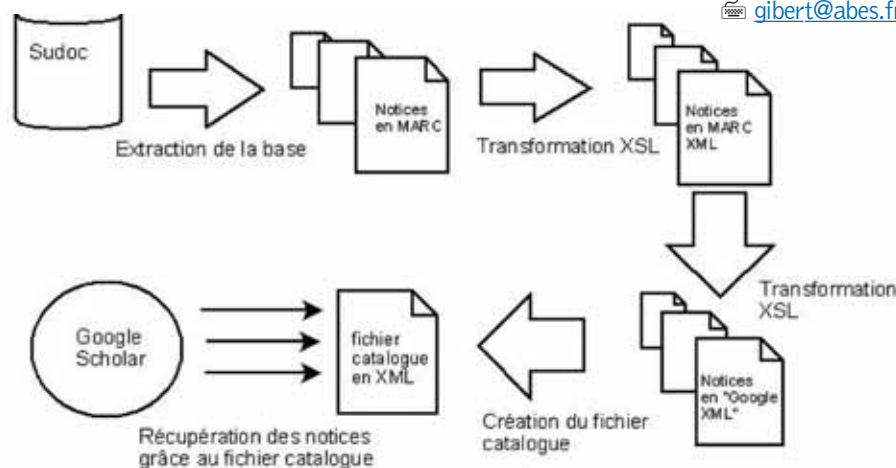 gibert@abes.f
Sudoc
Notices
en MARC
Extraction de la base
Transformation XSL
Notices
en MARC
XML
Transformation
XSL
Notices
en "Google
XML"
Création du fichier
catalogue
fichier
catalogue
en XML
Google
Scholar
Récupération des notices
grâce au fichier catalogue